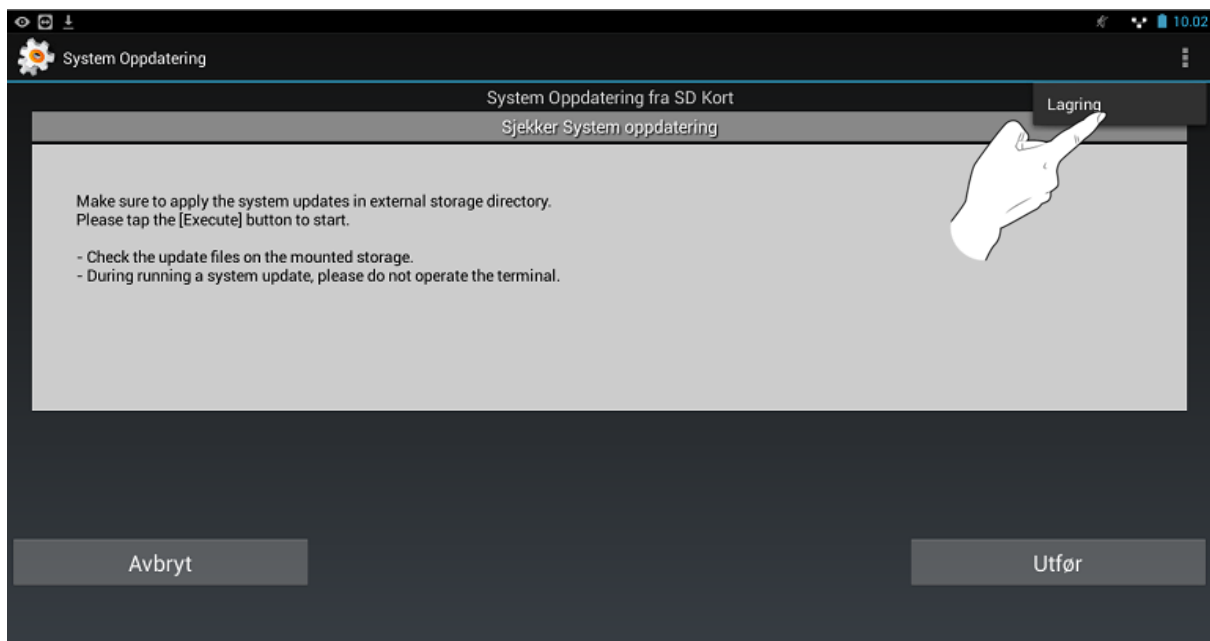 10.02
System Oppdatering
System Oppdatering fra SD Kort
Lagring
Sjekker System oppdatering
Make sure to apply the system updates in external storage directory.
Please tap the [Execute] button to start.
- Check the update files on the mounted storage.
- During running a system update, please do not operate the terminal.
Avbryt
Utfør